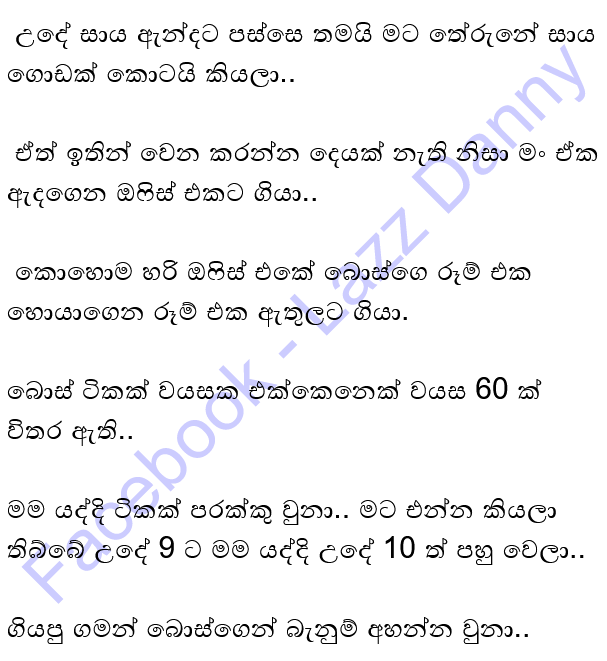 උදේ සාය ඇන්දට පස්සෙ තමයි මට තේරුනේ සාය
ගොඩක් කොටයි කියලා..
ඒත් ඉතින් වෙන කරන්න දෙයක් නැති නිසා මං ඒක
ඇදගෙන ඔෆිස් එකට ගියා..
කොහොම හරි ඔෆිස් එකේ බොස්ගෙ රූම් එක
හොයාගෙන රූම් එක ඇතුලට ගියා.
බොස් ටිකක් වයසක එක්කෙනෙක් වයස 60 ක්
විතර ඇති..
මම යද්දි ටිකක් පරක්කු වුනා.. මට එන්න කියලා
තිබ්බේ උදේ 9 ට මම යද්දි උදේ 10 ත් පහු වෙලා..
ගියපු ගමන් බොස්ගෙන් බැනුම් අහන්න වුනා..
Facebook - Lazz Danny